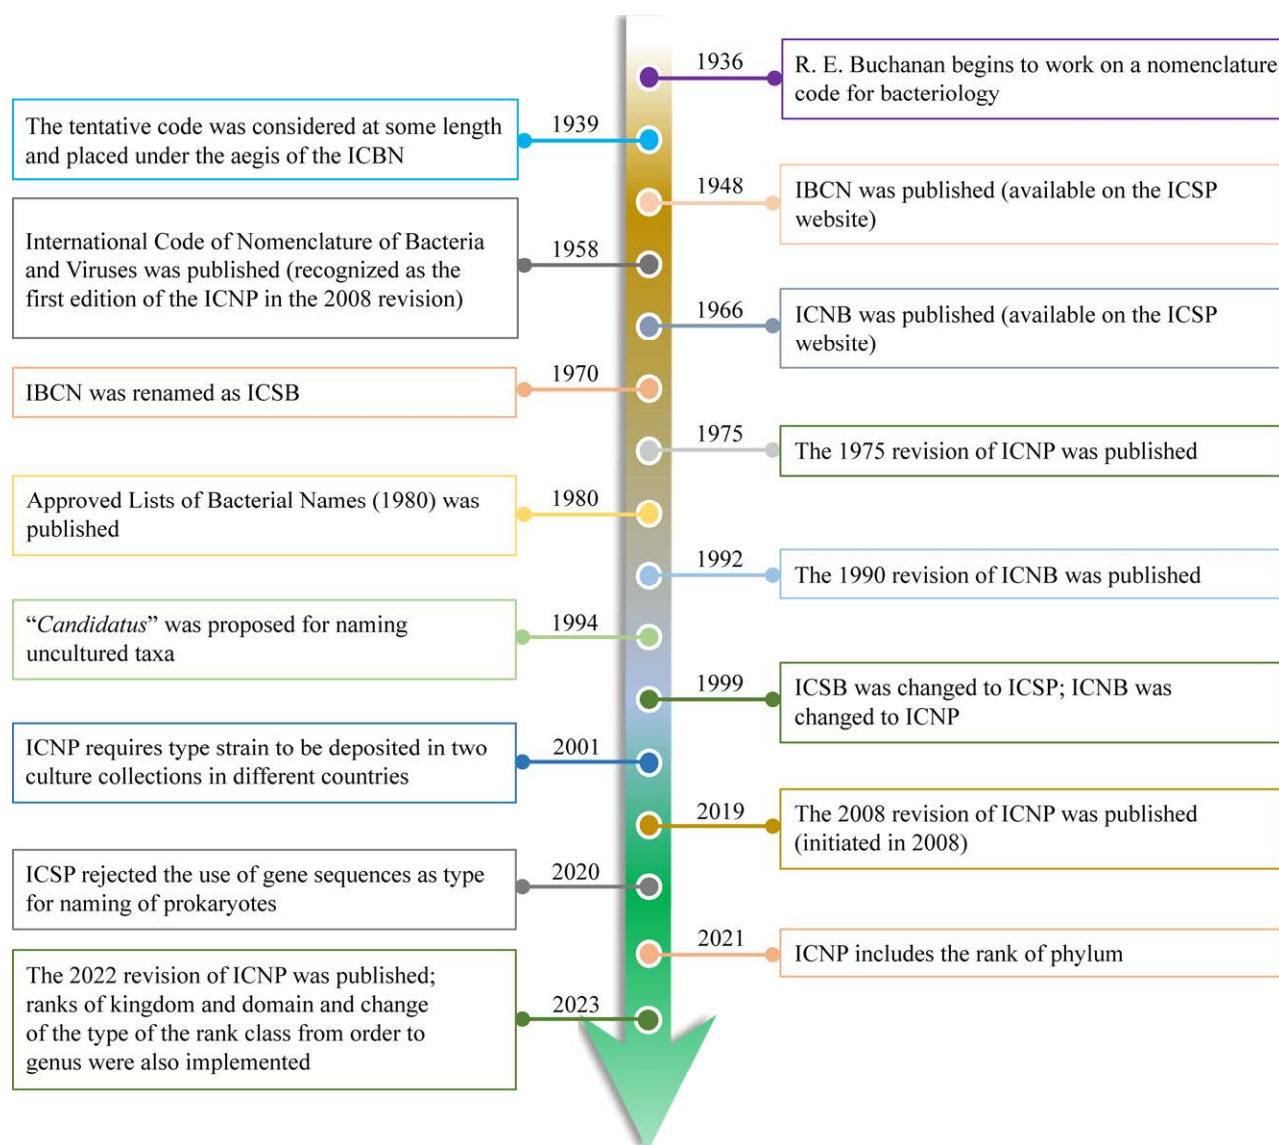 1936
R. E. Buchanan begins to work on a nomenclature
code for bacteriology
1939
The tentative code was considered at some length
and placed under the aegis of the ICBN
1948
IBCN was published (available on the ICSP
website)
1958
International Code of Nomenclature of Bacteria
and Viruses was published (recognized as the
first edition of the ICNP in the 2008 revision)
1966
ICNB was published (available on the ICSP
website)
1970
IBCN was renamed as ICSB
1975
The 1975 revision of ICNP was published
1980
Approved Lists of Bacterial Names (1980) was
published
1992
The 1990 revision of ICNB was published
1994
“Candidatus” was proposed for naming
uncultured taxa
1999
ICSB was changed to ICSP; ICNB was
changed to ICNP
2001
ICNP requires type strain to be deposited in two
culture collections in different countries
2019
The 2008 revision of ICNP was published
(initiated in 2008)
2020
ICSP rejected the use of gene sequences as type
for naming of prokaryotes
2021
ICNP includes the rank of phylum
2023
The 2022 revision of ICNP was published;
ranks of kingdom and domain and change
of the type of the rank class from order to
genus were also implemented